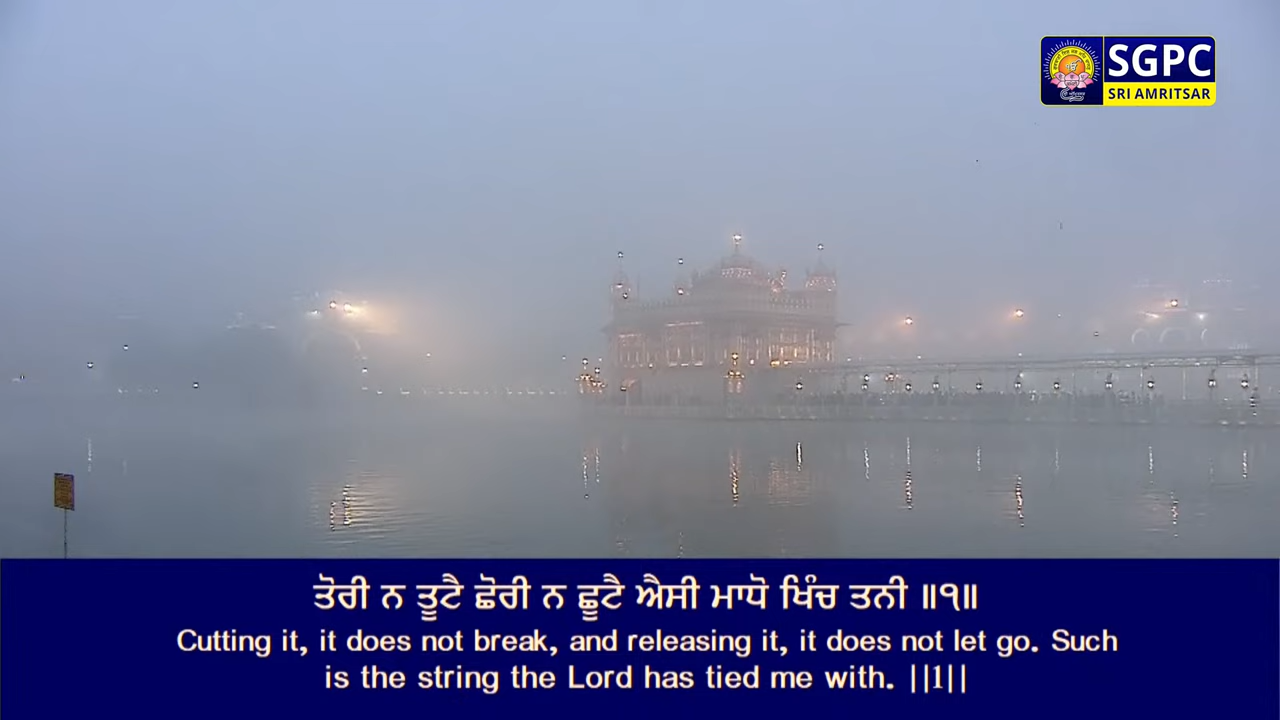 SGPC
SRI AMRITSAR
ਤੋਰੀ ਨ ਤੂਟੈ ਛੋਰੀ ਨ ਛੂਟੈ ਐਸੀ ਮਾਧੋ ਖਿੰਚ ਤਨੀ ॥੧॥
Cutting it, it does not break, and releasing it, it does not let go. Such
is the string the Lord has tied me with. ||1||